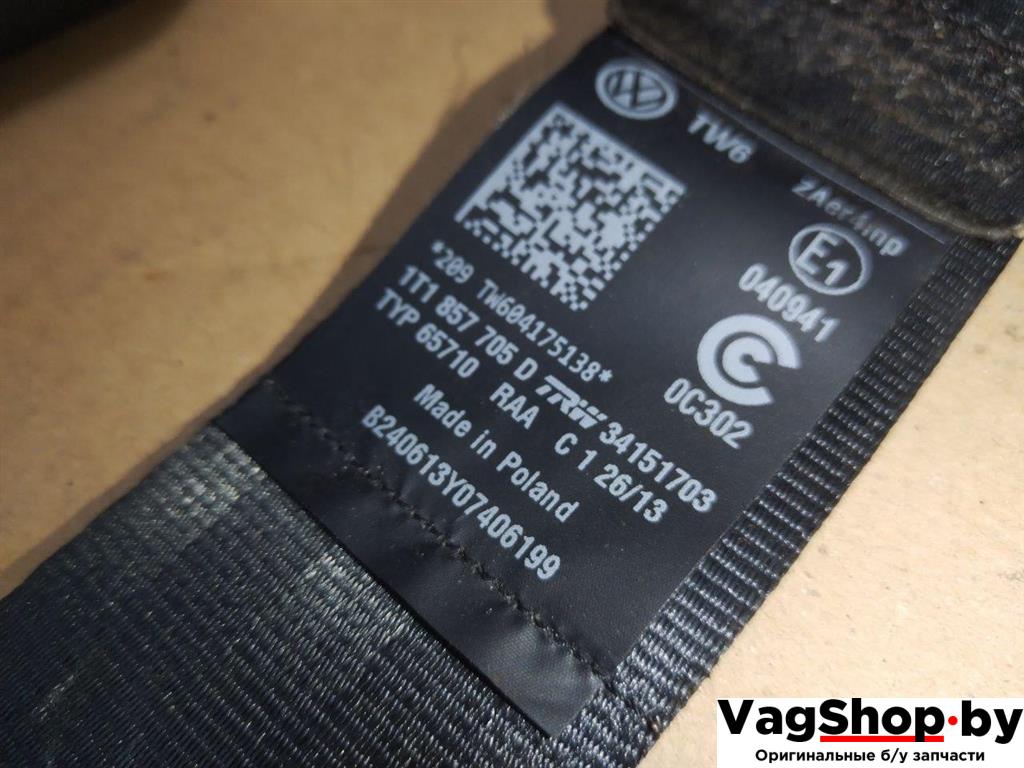 TW6
2Aer4mp
E1
040941
C
0C302
*209 TW604175138*
1T1 857 705 D TRW 34151703
TYP 65710 RAA C 1 26/13
Made in Poland
B240613Y07406199
VagShop.by
Оригинальные б/у запчасти